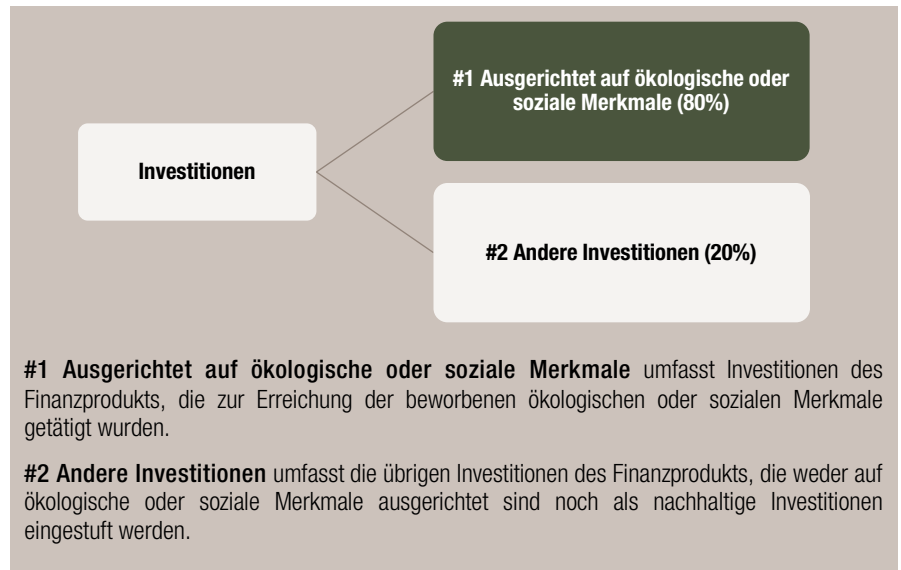 #1 Ausgerichtet auf ökologische oder
soziale Merkmale (80%)
Investitionen
#2 Andere Investitionen (20%)
#1 Ausgerichtet auf ökologische oder soziale Merkmale umfasst Investitionen des
Finanzprodukts, die zur Erreichung der beworbenen ökologischen oder sozialen Merkmale
getätigt wurden.
#2 Andere Investitionen umfasst die übrigen Investitionen des Finanzprodukts, die weder auf
ökologische oder soziale Merkmale ausgerichtet sind noch als nachhaltige Investitionen
eingestuft werden.